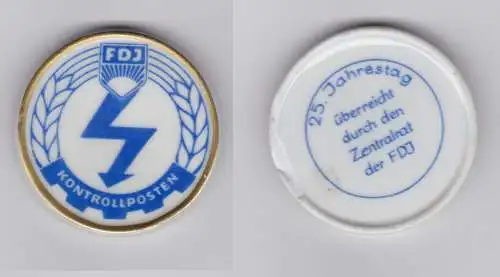 FDJ
KONTROLLPOSTEN
25. Jahrestag
überreicht
durch den
Zentralrat
der FDJ